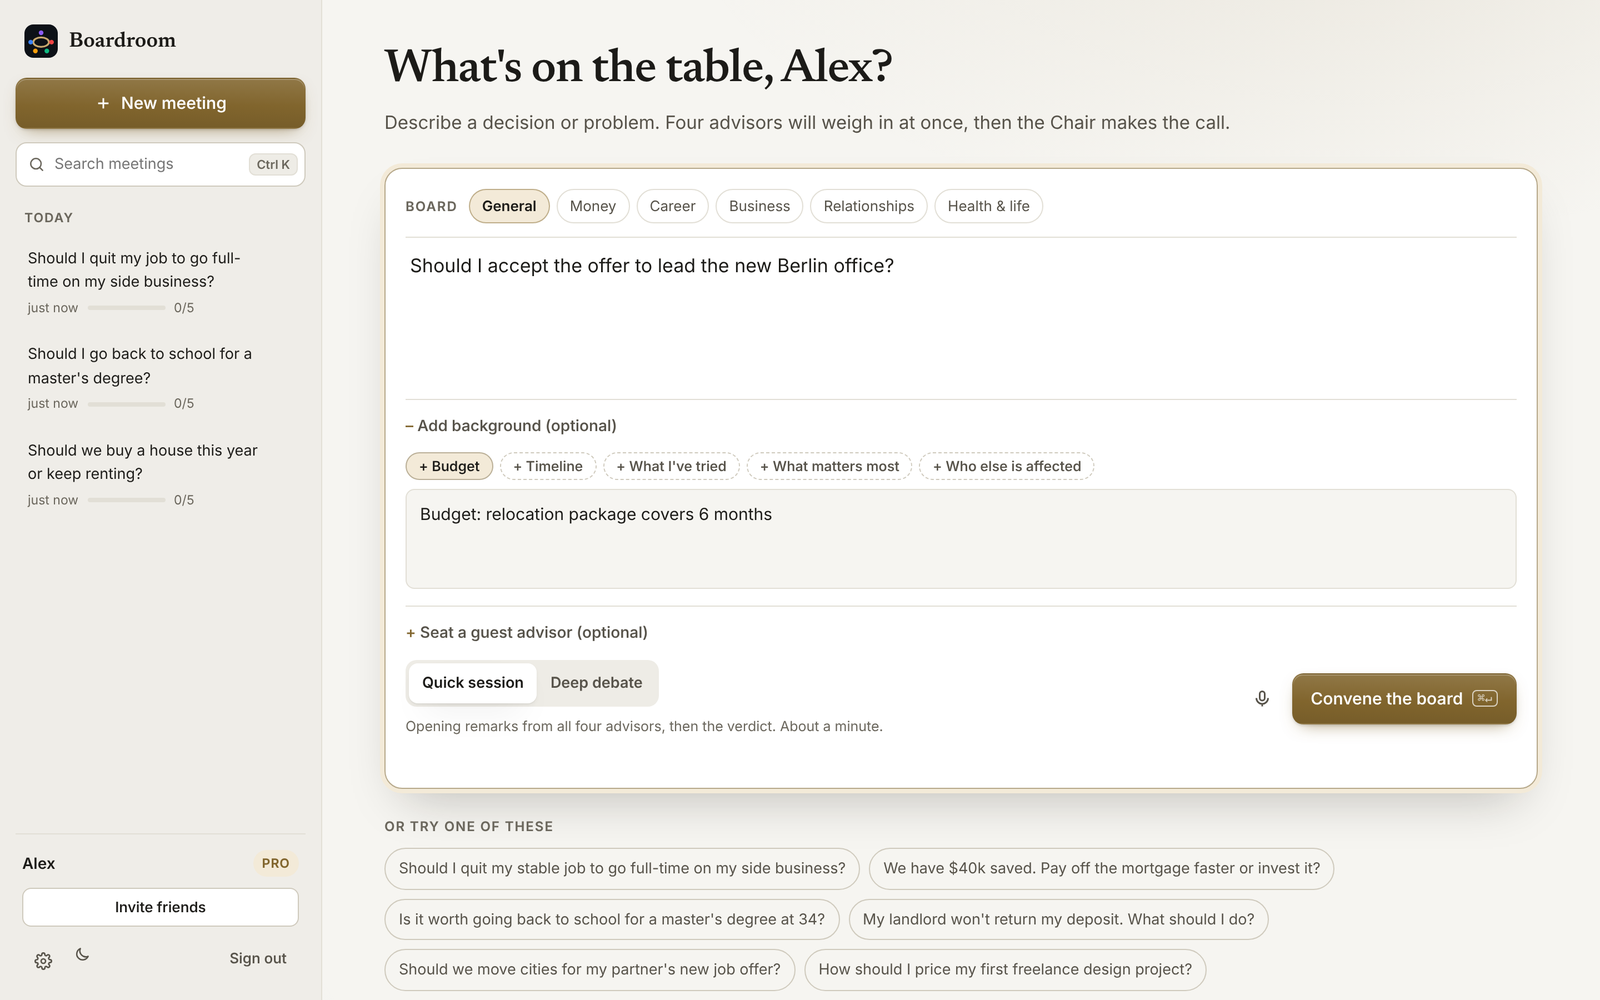 Boardroom
+ New meeting
Search meetings Ctrl K
TODAY
Should I quit my job to go full-
time on my side business?
just now 0/5
Should I go back to school for a
master's degree?
just now 0/5
Should we buy a house this year
or keep renting?
just now 0/5
Alex PRO
Invite friends
Sign out
What's on the table, Alex?
Describe a decision or problem. Four advisors will weigh in at once, then the Chair makes the call.
BOARD General Money Career Business Relationships Health & life
Should I accept the offer to lead the new Berlin office?
– Add background (optional)
+ Budget + Timeline + What I've tried + What matters most + Who else is affected
Budget: relocation package covers 6 months
+ Seat a guest advisor (optional)
Quick session Deep debate
Convene the board ⌘↵
Opening remarks from all four advisors, then the verdict. About a minute.
OR TRY ONE OF THESE
Should I quit my stable job to go full-time on my side business? We have $40k saved. Pay off the mortgage faster or invest it?
Is it worth going back to school for a master's degree at 34? My landlord won't return my deposit. What should I do?
Should we move cities for my partner's new job offer? How should I price my first freelance design project?